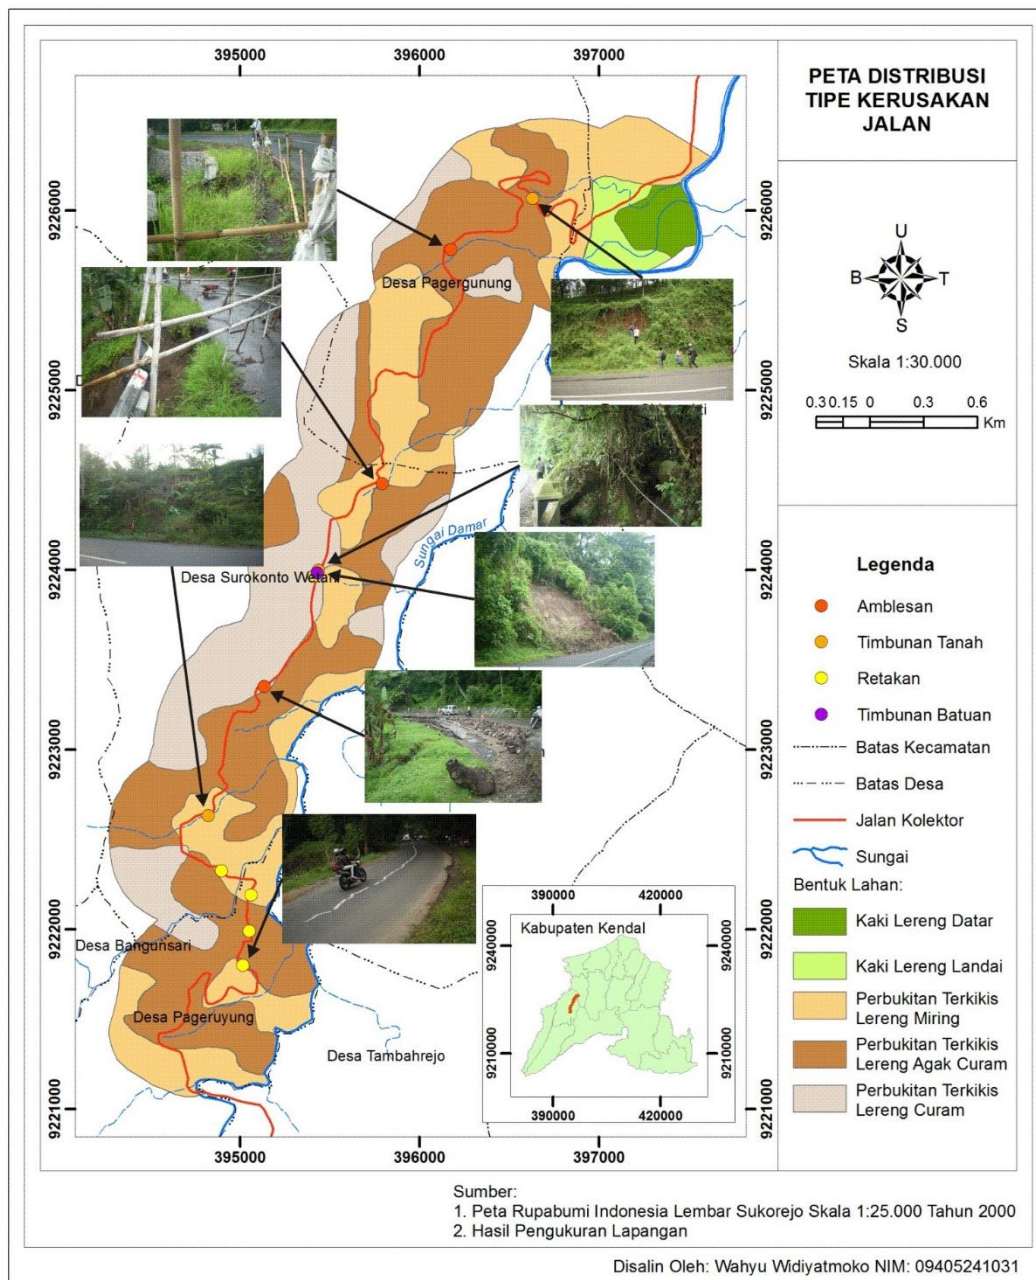 PETA DISTRIBUSI
TIPE KERUSAKAN
JALAN
U
B
T
S
Skala 1:30.000
0.3 0.15 0 0.3 0.6
Km
Legenda
Amblesan
Timbunan Tanah
Retakan
Timbunan Batuan
Batas Kecamatan
Batas Desa
Jalan Kolektor
Sungai
Bentuk Lahan:
Kaki Lereng Datar
Kaki Lereng Landai
Perbukitan Terkikis
Lereng Miring
Perbukitan Terkikis
Lereng Agak Curam
Perbukitan Terkikis
Lereng Curam
395000 396000 397000
9226000 9226000
9225000 9225000
9224000 9224000
9223000 9223000
9222000 9222000
9221000 9221000
395000 396000 397000
Desa Pagergunung
Sungai Damar
Desa Surokonto Wetan
Desa Bangunsari
Desa Pageruyung
Desa Tambahrejo
390000 420000
Kabupaten Kendal
9240000 9240000
9210000 9210000
390000 420000
Sumber:
1. Peta Rupabumi Indonesia Lembar Sukorejo Skala 1:25.000 Tahun 2000
2. Hasil Pengukuran Lapangan
Disalin Oleh: Wahyu Widiyatmoko NIM: 09405241031